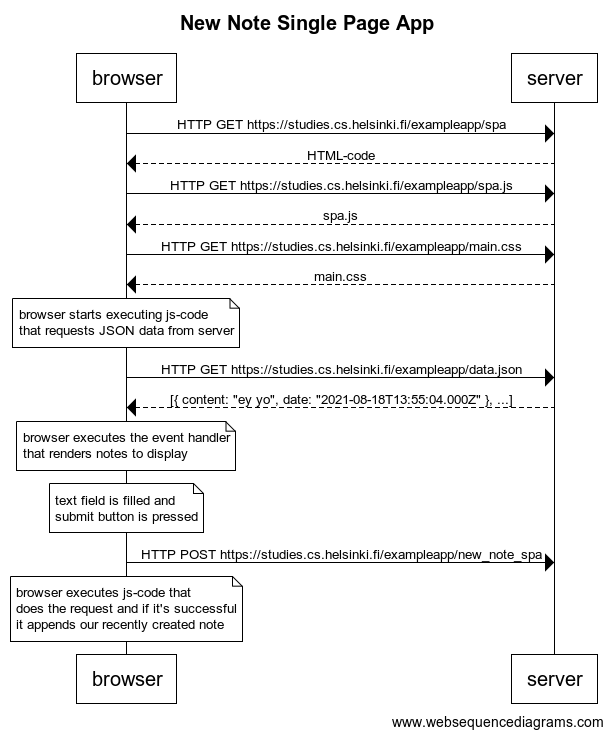 New Note Single Page App
browser
server
HTTP GET https://studies.cs.helsinki.fi/exampleapp/spa
HTML-code
HTTP GET https://studies.cs.helsinki.fi/exampleapp/spa.js
spa.js
HTTP GET https://studies.cs.helsinki.fi/exampleapp/main.css
main.css
browser starts executing js-code
that requests JSON data from server
HTTP GET https://studies.cs.helsinki.fi/exampleapp/data.json
[{ content: "ey yo", date: "2021-08-18T13:55:04.000Z" }, ...]
browser executes the event handler
that renders notes to display
text field is filled and
submit button is pressed
HTTP POST https://studies.cs.helsinki.fi/exampleapp/new_note_spa
browser executes js-code that
does the request and if it's successful
it appends our recently created note
browser
server
www.websequencediagrams.com